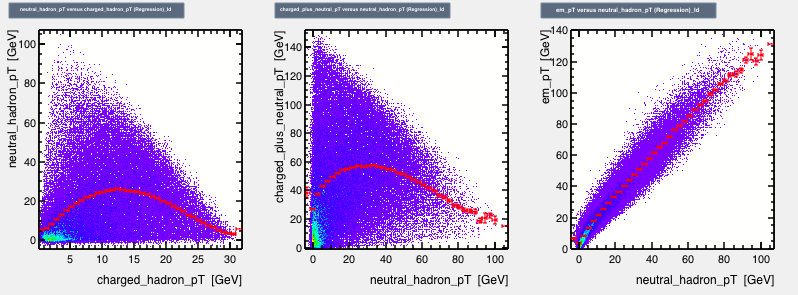 neutral_hadron_pT versus charged_hadron_pT (Regression)_ld
charged_plus_neutral_pT versus neutral_hadron_pT (Regression)_ld
em_pT versus neutral_hadron_pT (Regression)_ld
neutral_hadron_pT [GeV]
100
80
60
40
20
0
5 10 15 20 25 30
charged_hadron_pT [GeV]
charged_plus_neutral_pT [GeV]
140
120
100
80
60
40
20
0
0 20 40 60 80 100
neutral_hadron_pT [GeV]
em_pT [GeV]
140
120
100
80
60
40
20
0
0 20 40 60 80 100
neutral_hadron_pT [GeV]